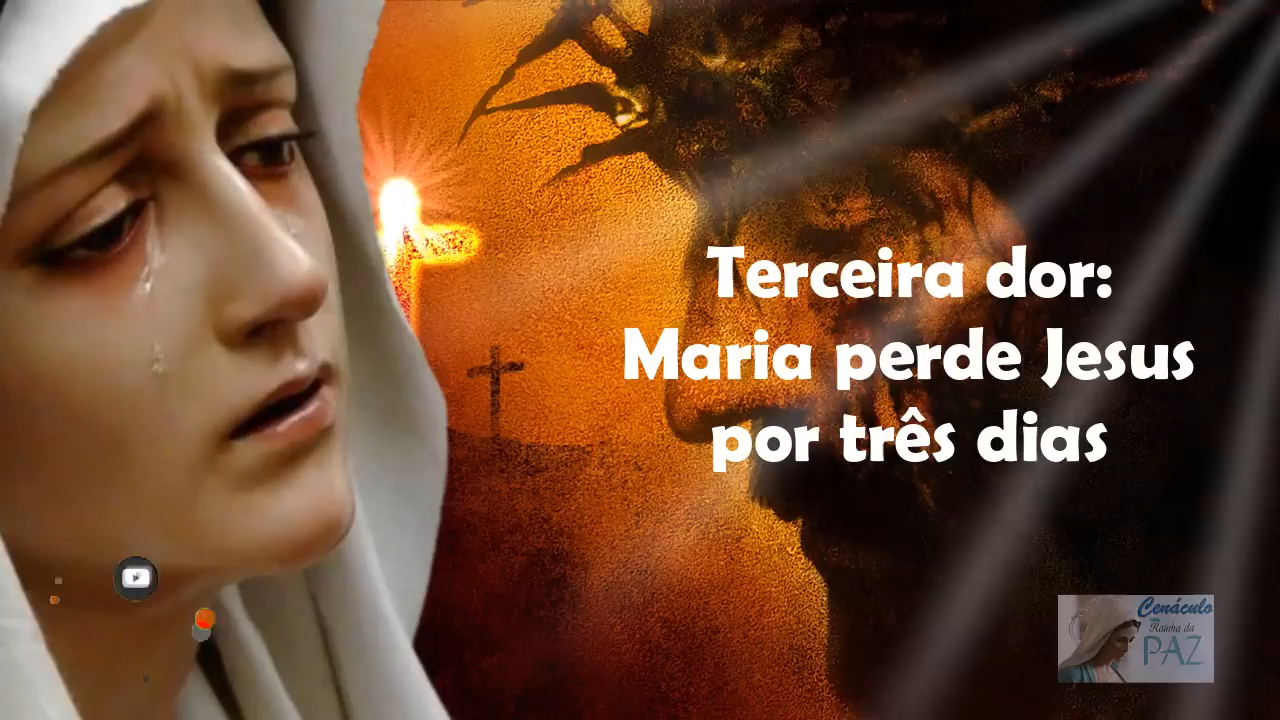 Terceira dor:
Maria perde Jesus
por três dias
Cenáculo
Rainha da
PAZ